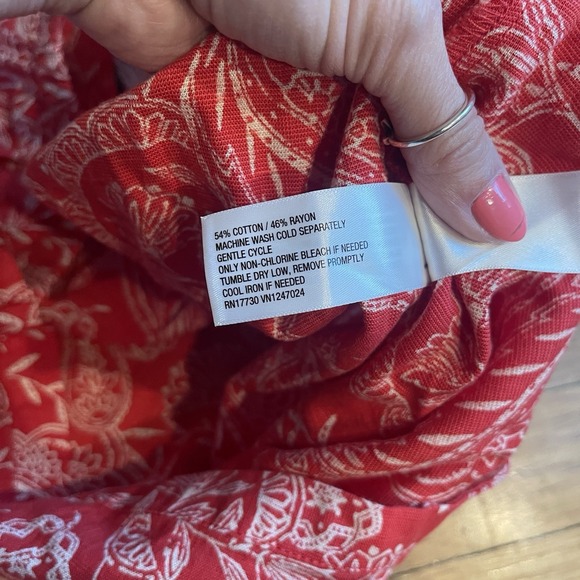 54% COTTON / 46% RAYON
MACHINE WASH COLD SEPARATELY
GENTLE CYCLE
ONLY NON-CHLORINE BLEACH IF NEEDED
TUMBLE DRY LOW, REMOVE PROMPTLY
COOL IRON IF NEEDED
RN17730 VN1247024